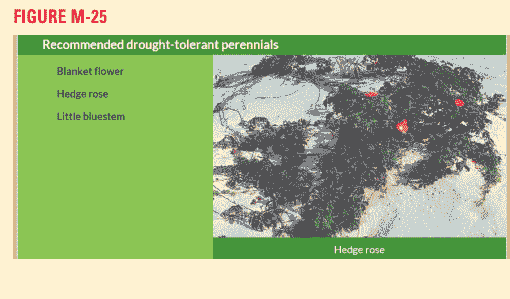 FIGURE M-25
Recommended drought-tolerant perennials
Blanket flower
Hedge rose
Little bluestem
Hedge rose